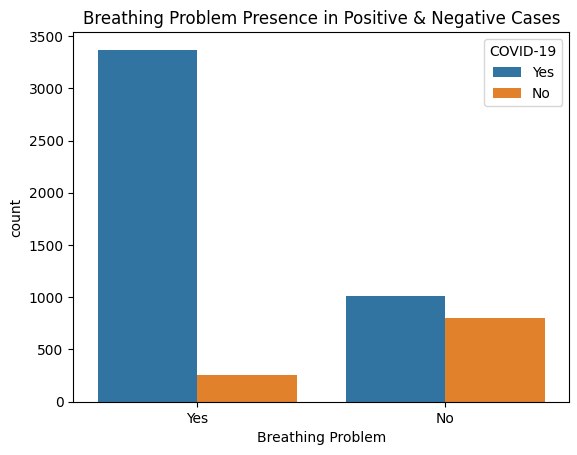 Breathing Problem Presence in Positive & Negative Cases
COVID-19
Yes
No
count
3500
3000
2500
2000
1500
1000
500
0
Yes No
Breathing Problem